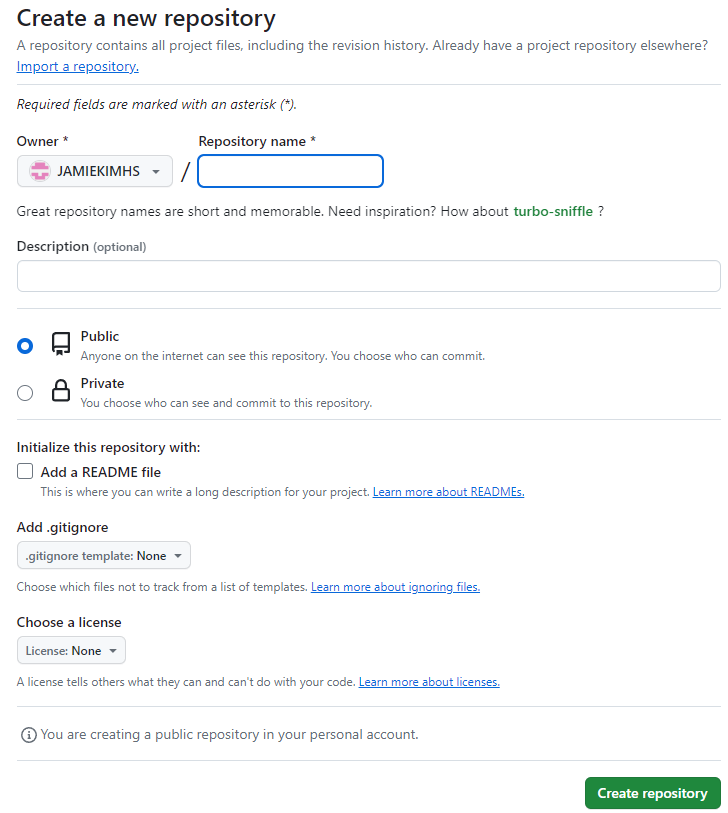 Create a new repository
A repository contains all project files, including the revision history. Already have a project repository elsewhere?
Import a repository.
Required fields are marked with an asterisk (*).
Owner * Repository name *
JAMIEKIMHS /
Great repository names are short and memorable. Need inspiration? How about turbo-sniffle ?
Description (optional)
Public
Anyone on the internet can see this repository. You choose who can commit.
Private
You choose who can see and commit to this repository.
Initialize this repository with:
Add a README file
This is where you can write a long description for your project. Learn more about READMEs.
Add .gitignore
.gitignore template: None
Choose which files not to track from a list of templates. Learn more about ignoring files.
Choose a license
License: None
A license tells others what they can and can't do with your code. Learn more about licenses.
You are creating a public repository in your personal account.
Create repository